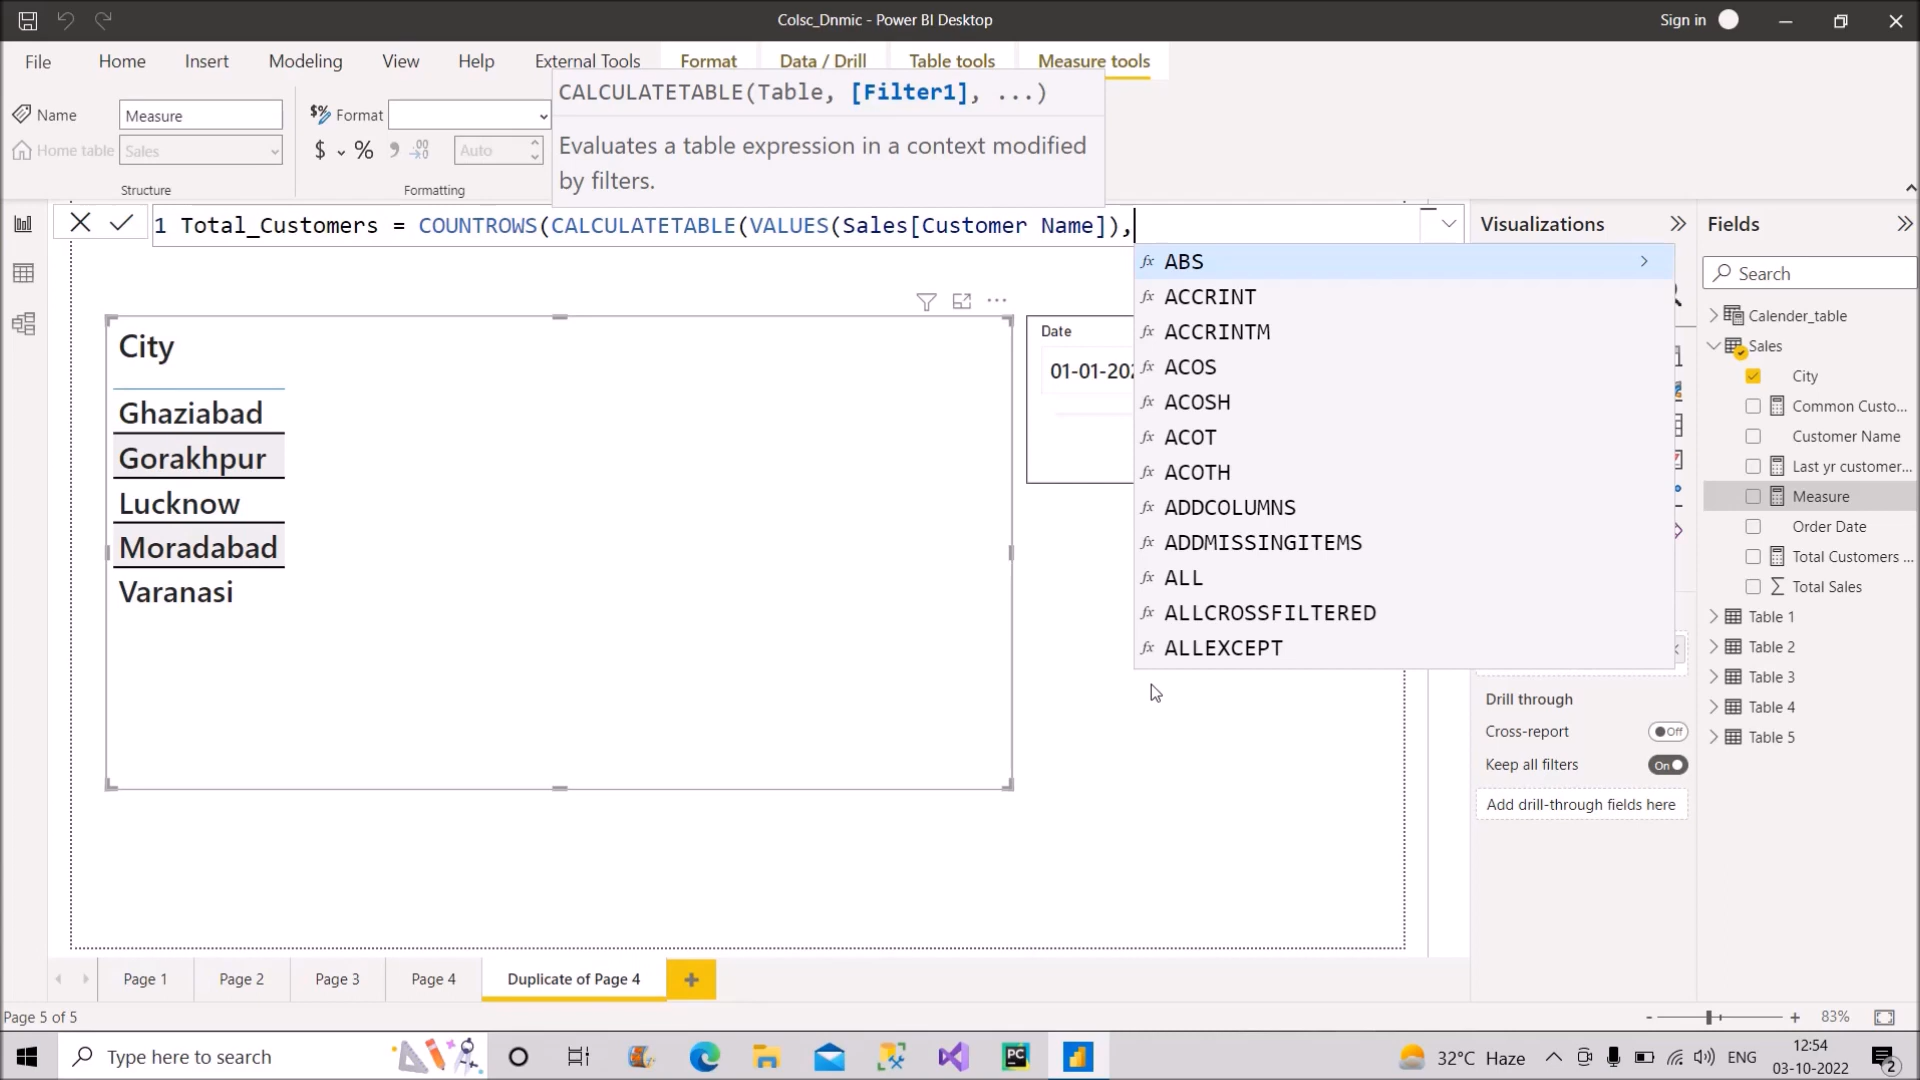 Colsc_Dnmic - Power BI Desktop
Sign in
File
Home
Insert
Modeling
View
Help
External Tools
Format
Data / Drill
Table tools
Measure tools
CALCULATETABLE(Table, [Filter1], ...)
Evaluates a table expression in a context modified
by filters.
Name
Measure
Format
Home table
Sales
$
%
Auto
Structure
Formatting
1 Total_Customers = COUNTROWS(CALCULATETABLE(VALUES(Sales[Customer Name]),
ABS
ACCRINT
ACCRINTM
ACOS
ACOSH
ACOT
ACOTH
ADDCOLUMNS
ADDMISSINGITEMS
ALL
ALLCROSSFILTERED
ALLEXCEPT
City
Ghaziabad
Gorakhpur
Lucknow
Moradabad
Varanasi
Date
01-01-202
Visualizations
Drill through
Cross-report
Off
Keep all filters
On
Add drill-through fields here
Fields
Search
Calender_table
Sales
City
Common Custo...
Customer Name
Last yr customer...
Measure
Order Date
Total Customers ...
Total Sales
Table 1
Table 2
Table 3
Table 4
Table 5
Page 1
Page 2
Page 3
Page 4
Duplicate of Page 4
Page 5 of 5
- + 83%
Type here to search
PC
32°C Haze
ENG
12:54
03-10-2022
2